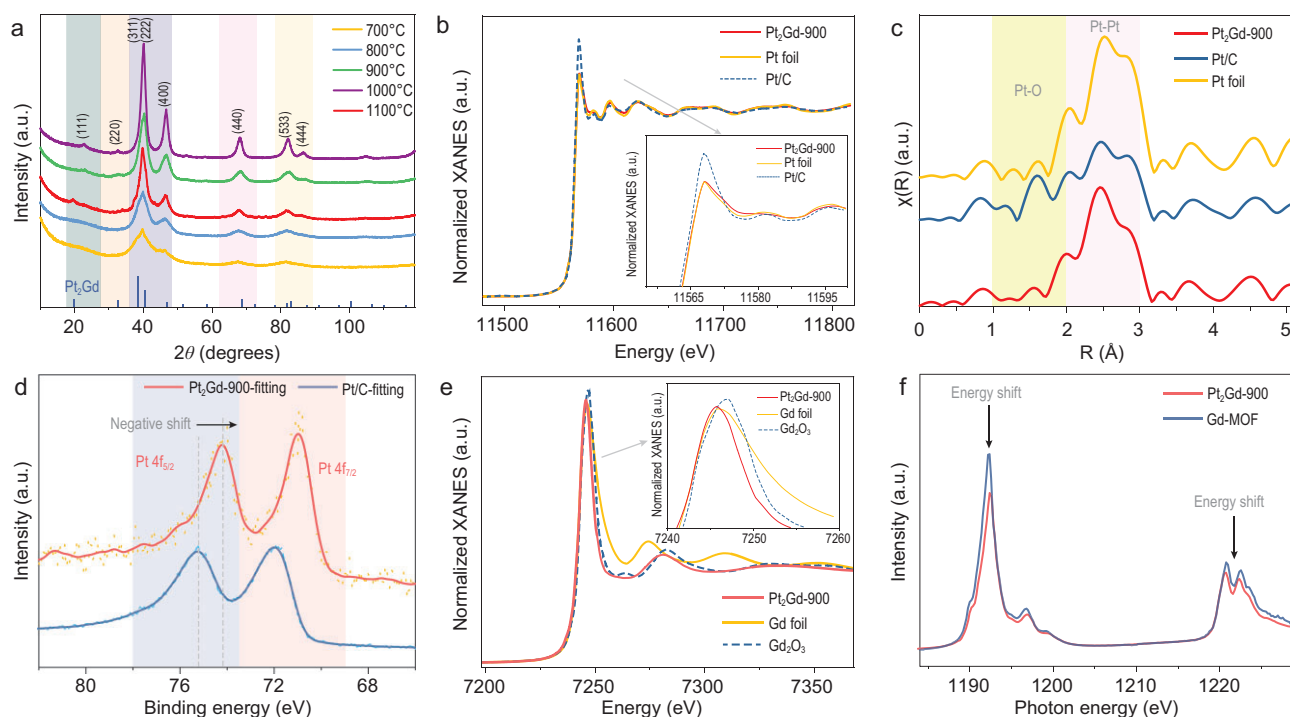 a
Intensity (a.u.)
(111)
(220)
(311)
(222)
(400)
(440)
(533)
(444)
700°C
800°C
900°C
1000°C
1100°C
Pt₂Gd
10 20 40 60 80 100
2θ (degrees)
b
Normalized XANES (a.u.)
Pt₂Gd-900
Pt foil
Pt/C
Normalized XANES (a.u.)
Pt₂Gd-900
Pt foil
Pt/C
11565 11580 11595
11500 11600 11700 11800
Energy (eV)
c
χ(R) (a.u.)
Pt-O
Pt-Pt
Pt₂Gd-900
Pt/C
Pt foil
0 1 2 3 4 5
R (Å)
d
Intensity (a.u.)
Pt₂Gd-900-fitting
Pt/C-fitting
Negative shift
Pt 4f₅/₂
Pt 4f₇/₂
80 76 72 68
Binding energy (eV)
e
Normalized XANES (a.u.)
Normalized XANES (a.u.)
Pt₂Gd-900
Gd foil
Gd₂O₃
7240 7250 7260
Pt₂Gd-900
Gd foil
Gd₂O₃
7200 7250 7300 7350
Energy (eV)
f
Intensity (a.u.)
Energy shift
Pt₂Gd-900
Gd-MOF
Energy shift
1190 1200 1210 1220
Photon energy (eV)